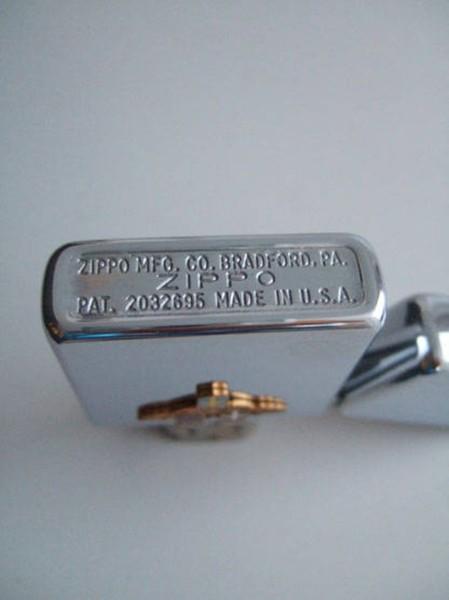 ZIPPO MFG. CO. BRADFORD. PA.
ZIPPO
PAT. 2032695 MADE IN U.S.A.